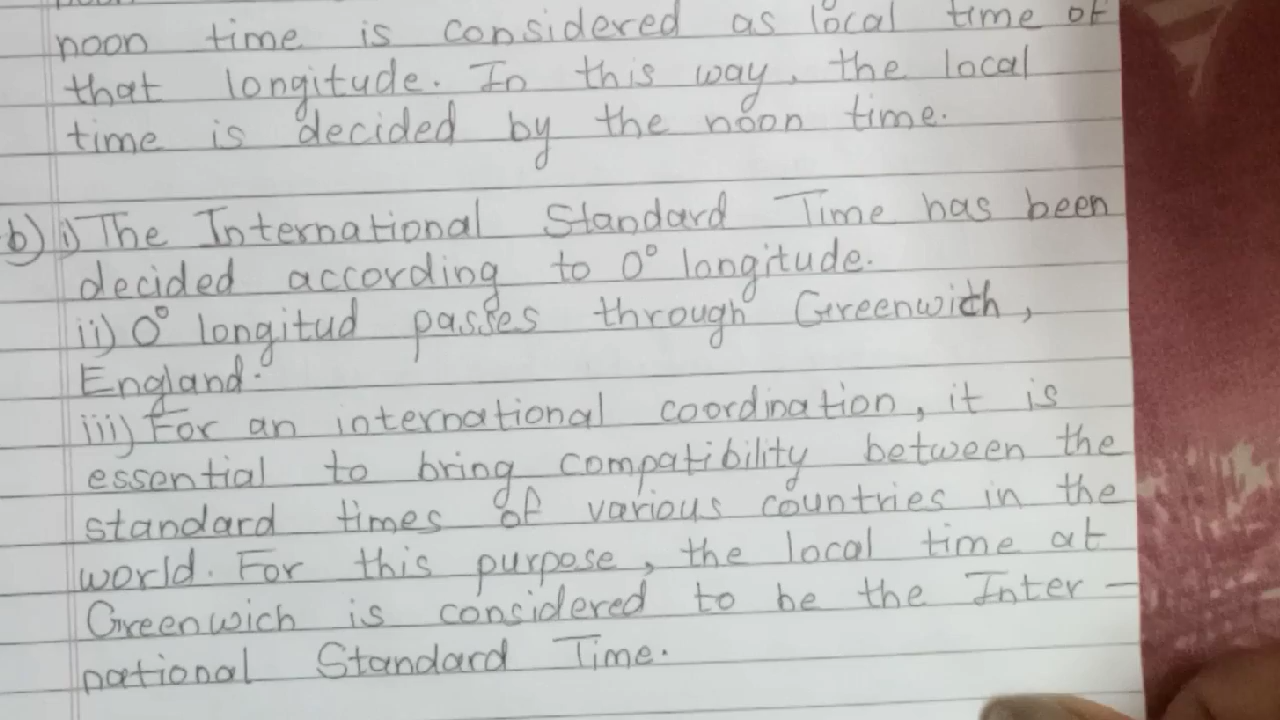 noon time is considered as local time of
that longitude. In this way, the local
time is decided by the noon time.
b) i) The International Standard Time has been
decided according to 0° longitude.
ii) 0° longitud passes through Greenwich,
England.
iii) For an international coordination, it is
essential to bring compatibility between the
standard times of various countries in the
world. For this purpose, the local time at
Greenwich is considered to be the Inter-
national Standard Time.